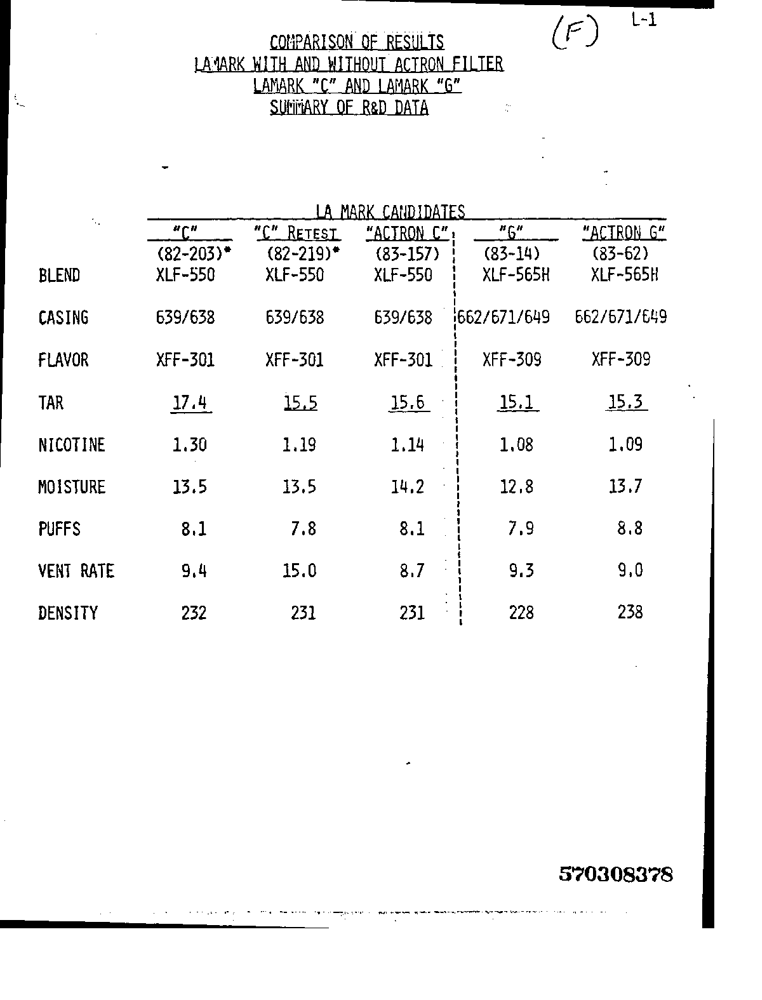 (F) L-1
COMPARISON OF RESULTS
LAMARK WITH AND WITHOUT ACTRON FILTER
LAMARK "C" AND LAMARK "G"
SUMMARY OF R&D DATA
LA MARK CANDIDATES
"C" "C" RETEST "ACTRON C" "G" "ACTRON G"
(82-203)* (82-219)* (83-157) (83-14) (83-62)
BLEND XLF-550 XLF-550 XLF-550 XLF-565H XLF-565H
CASING 639/638 639/638 639/638 662/671/649 662/671/649
FLAVOR XFF-301 XFF-301 XFF-301 XFF-309 XFF-309
TAR 17.4 15.5 15.6 15.1 15.3
NICOTINE 1.30 1.19 1.14 1.08 1.09
MOISTURE 13.5 13.5 14.2 12.8 13.7
PUFFS 8.1 7.8 8.1 7.9 8.8
VENT RATE 9.4 15.0 8.7 9.3 9.0
DENSITY 232 231 231 228 238
570308378